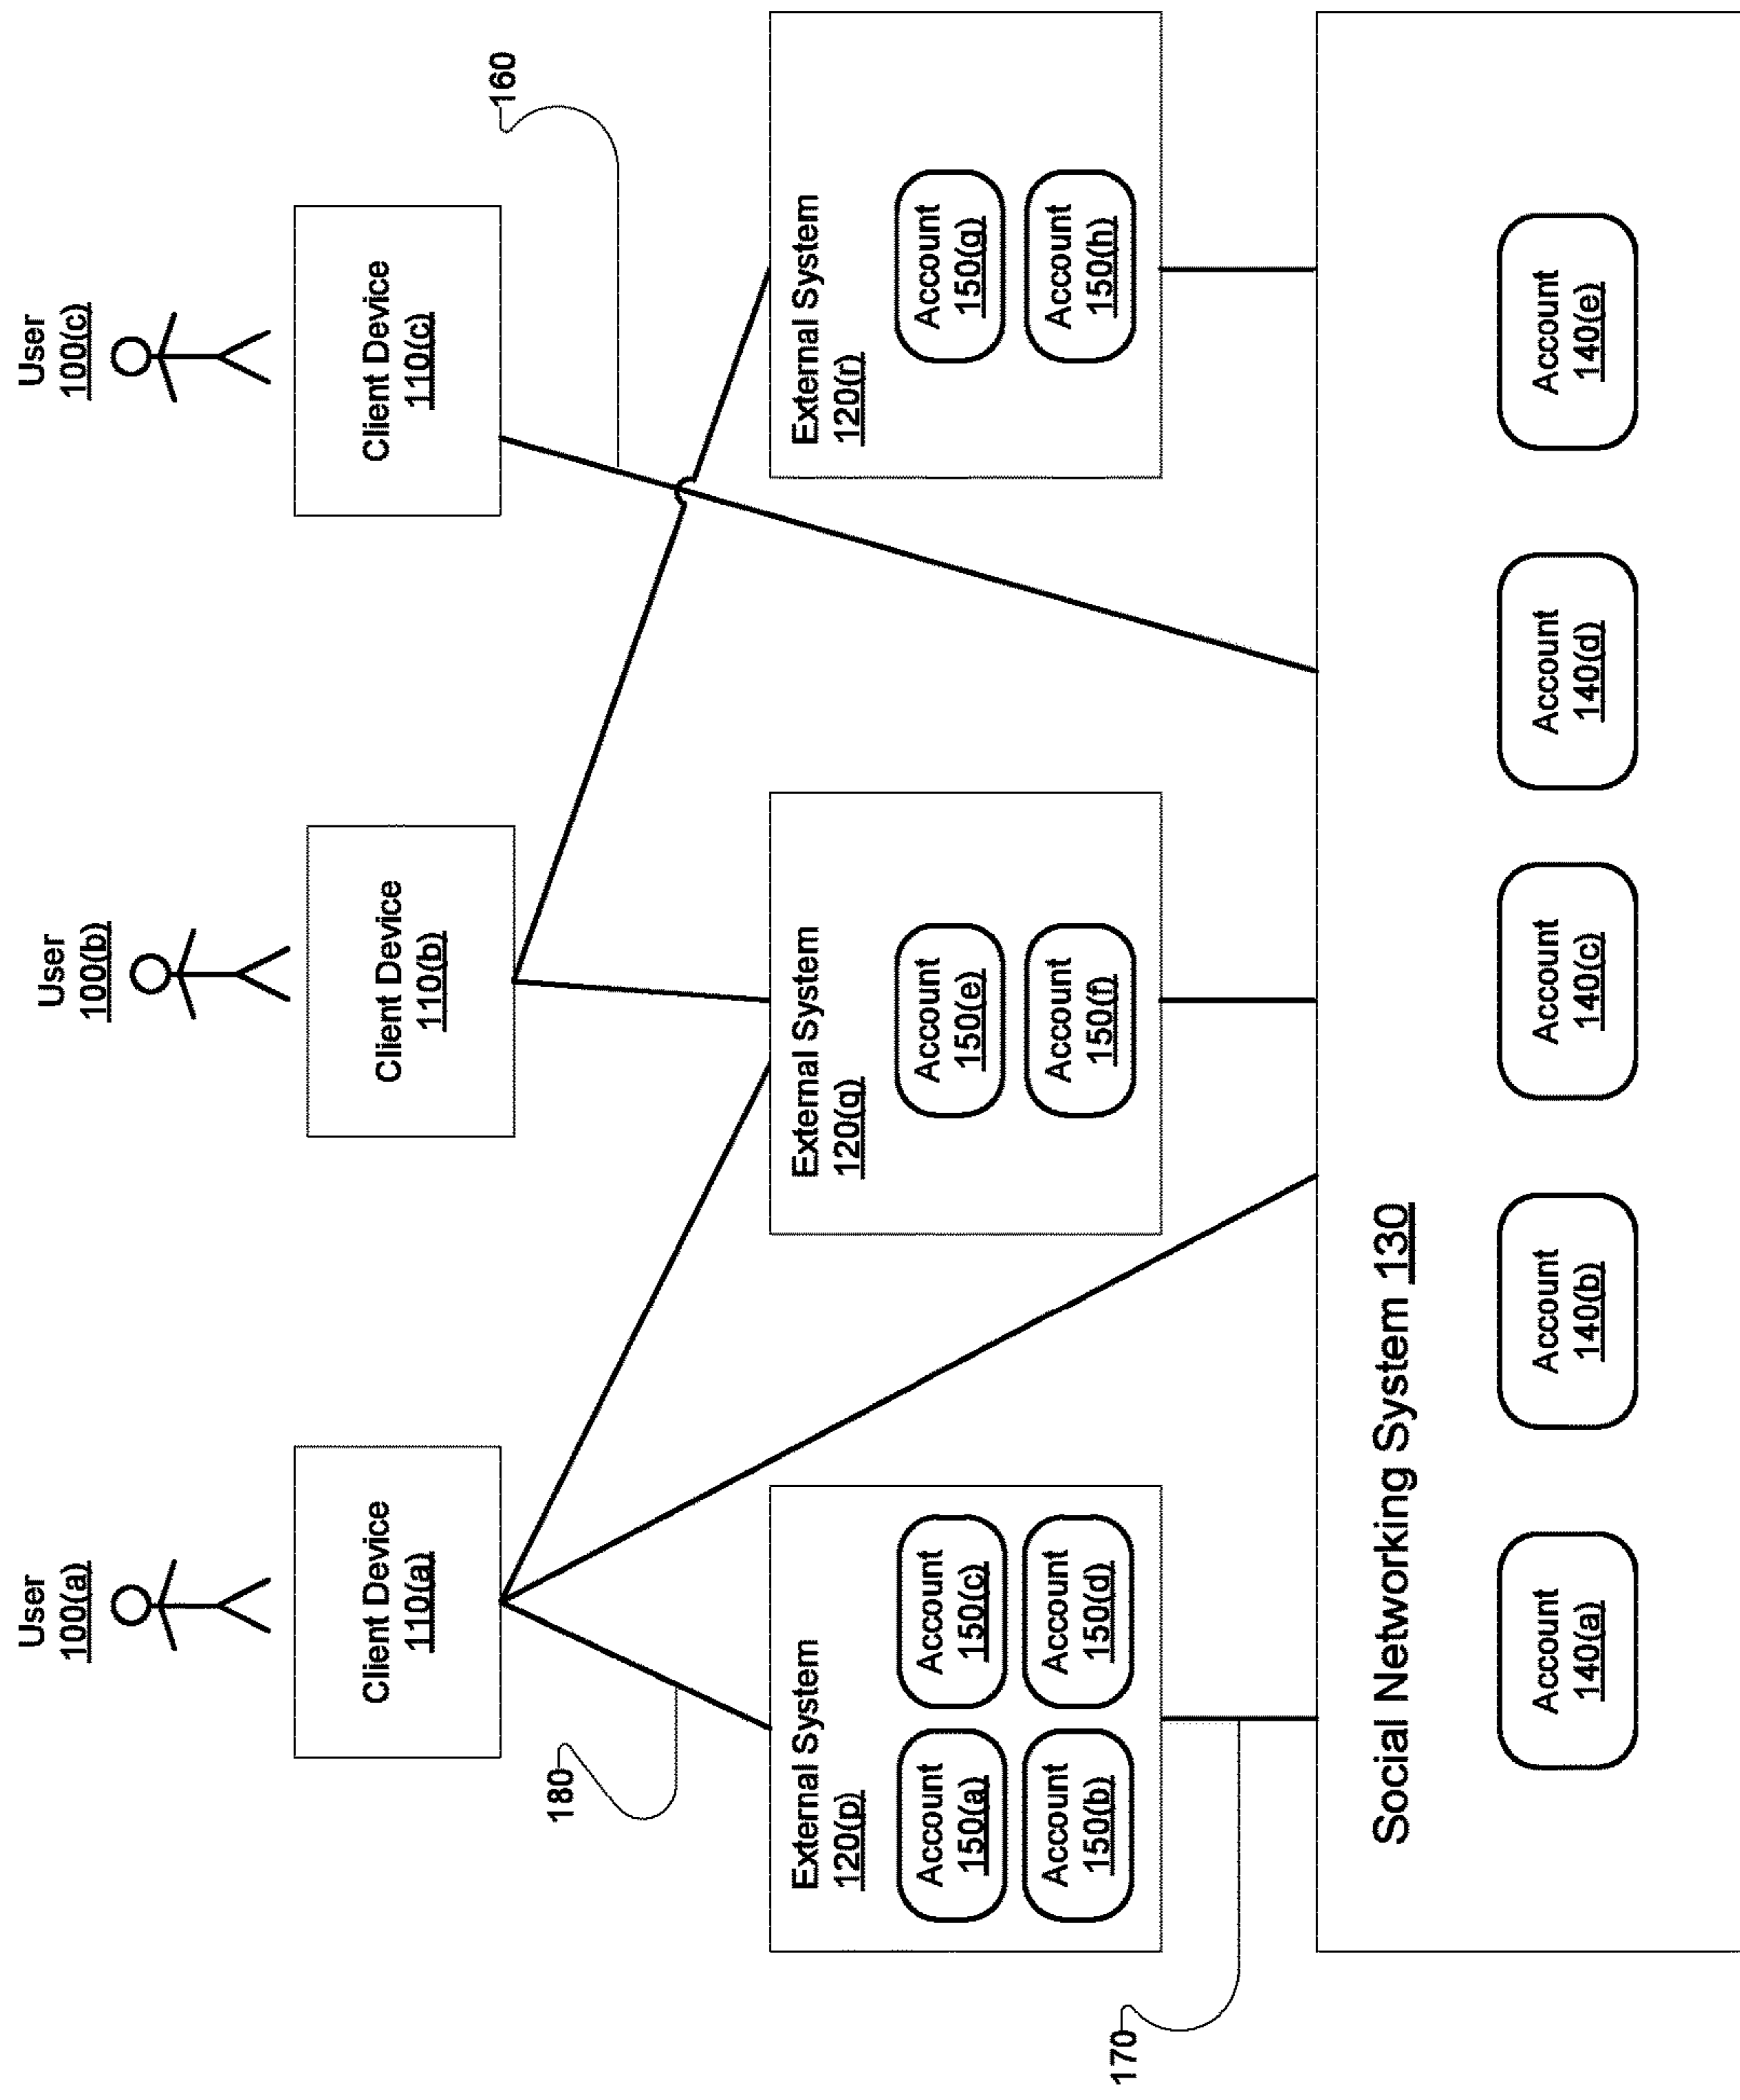 User
100(a)
User
100(b)
User
100(c)
Client Device
110(a)
Client Device
110(b)
Client Device
110(c)
160
180
External System
120(p)
Account
150(a)
Account
150(c)
Account
150(b)
Account
150(d)
External System
120(q)
Account
150(e)
Account
150(f)
External System
120(r)
Account
150(g)
Account
150(h)
170
Social Networking System 130
Account
140(a)
Account
140(b)
Account
140(c)
Account
140(d)
Account
140(e)